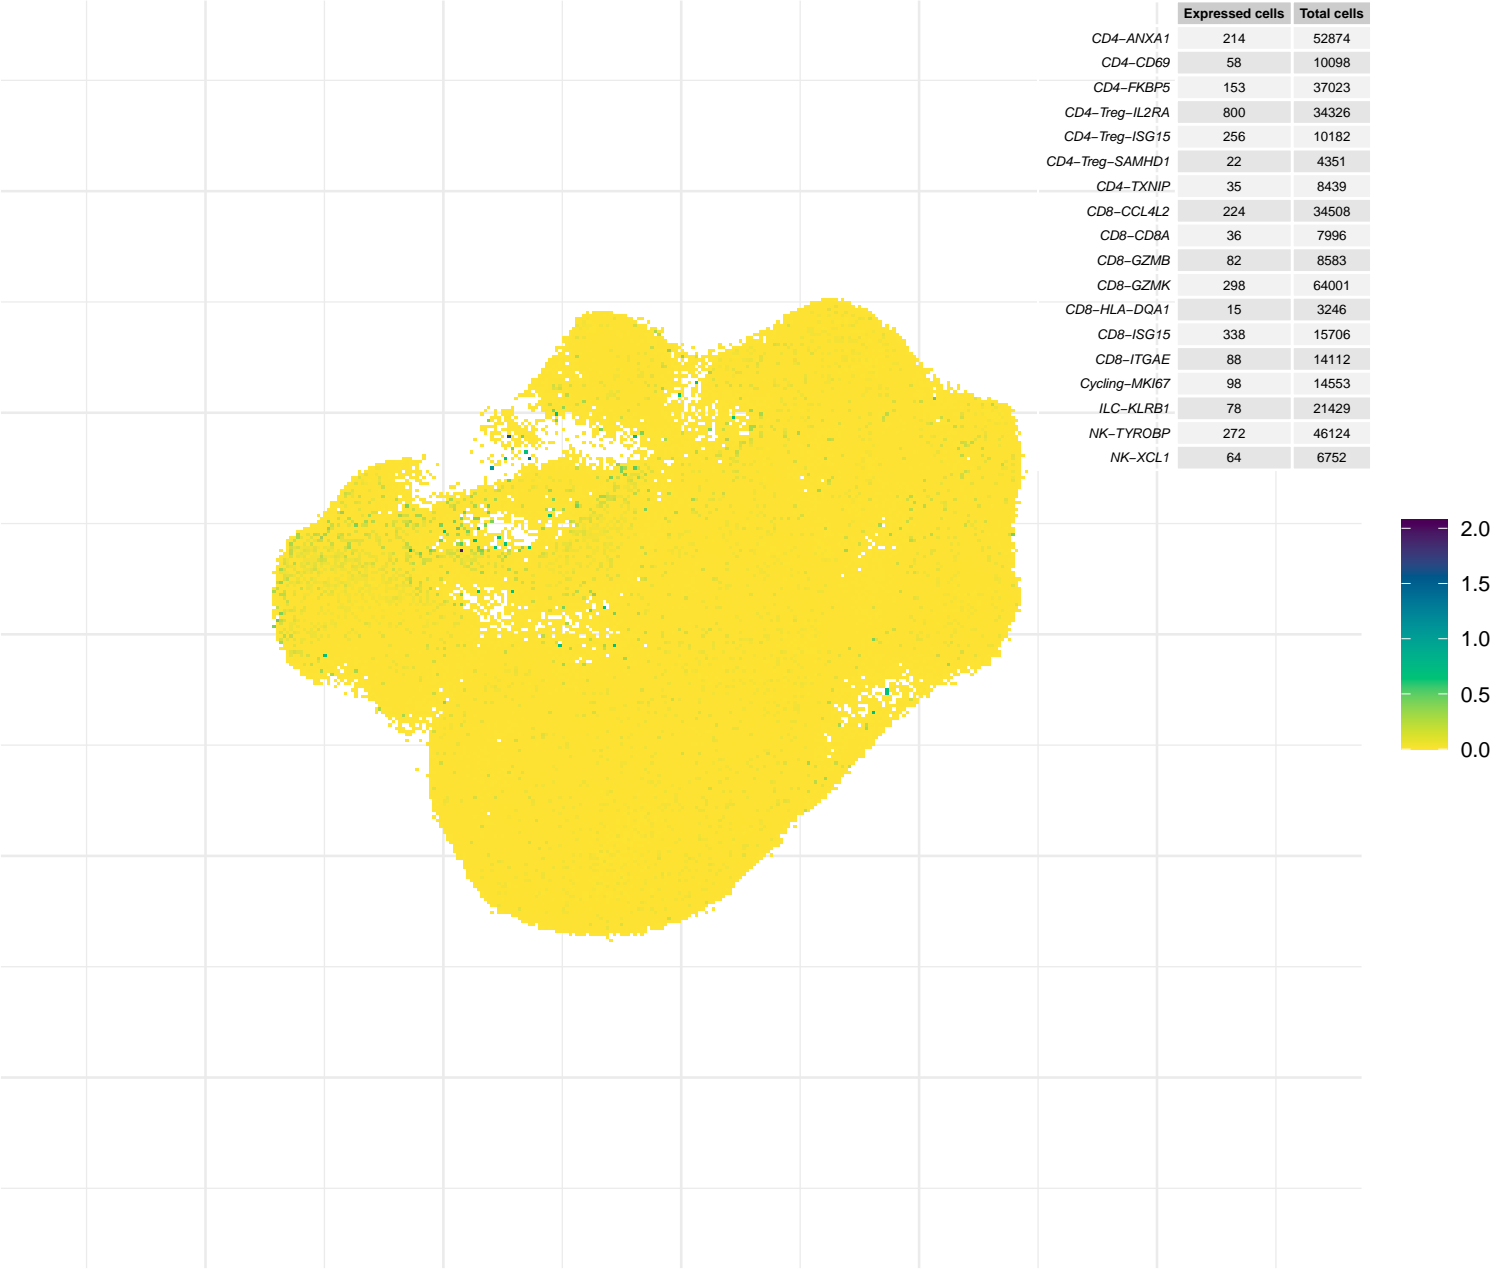 Expressed cells Total cells
CD4−ANXA1 214 52874
CD4−CD69 58 10098
CD4−FKBP5 153 37023
CD4−Treg−IL2RA 800 34326
CD4−Treg−ISG15 256 10182
CD4−Treg−SAMHD1 22 4351
CD4−TXNIP 35 8439
CD8−CCL4L2 224 34508
CD8−CD8A 36 7996
CD8−GZMB 82 8583
CD8−GZMK 298 64001
CD8−HLA−DQA1 15 3246
CD8−ISG15 338 15706
CD8−ITGAE 88 14112
Cycling−MKI67 98 14553
ILC−KLRB1 78 21429
NK−TYROBP 272 46124
NK−XCL1 64 6752
2.0
1.5
1.0
0.5
0.0